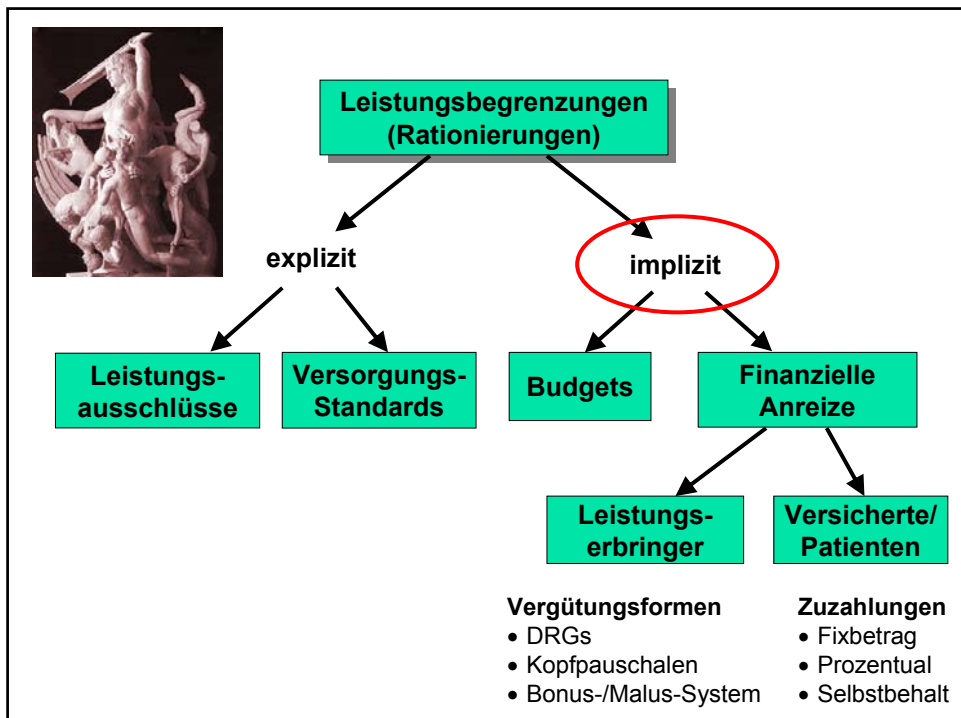 Leistungsbegrenzungen
(Rationierungen)
explizit
implizit
Leistungs-
ausschlüsse
Versorgungs-
Standards
Budgets
Finanzielle
Anreize
Leistungs-
erbringer
Versicherte/
Patienten
Vergütungsformen
• DRGs
• Kopfpauschalen
• Bonus-/Malus-System
Zuzahlungen
• Fixbetrag
• Prozentual
• Selbstbehalt